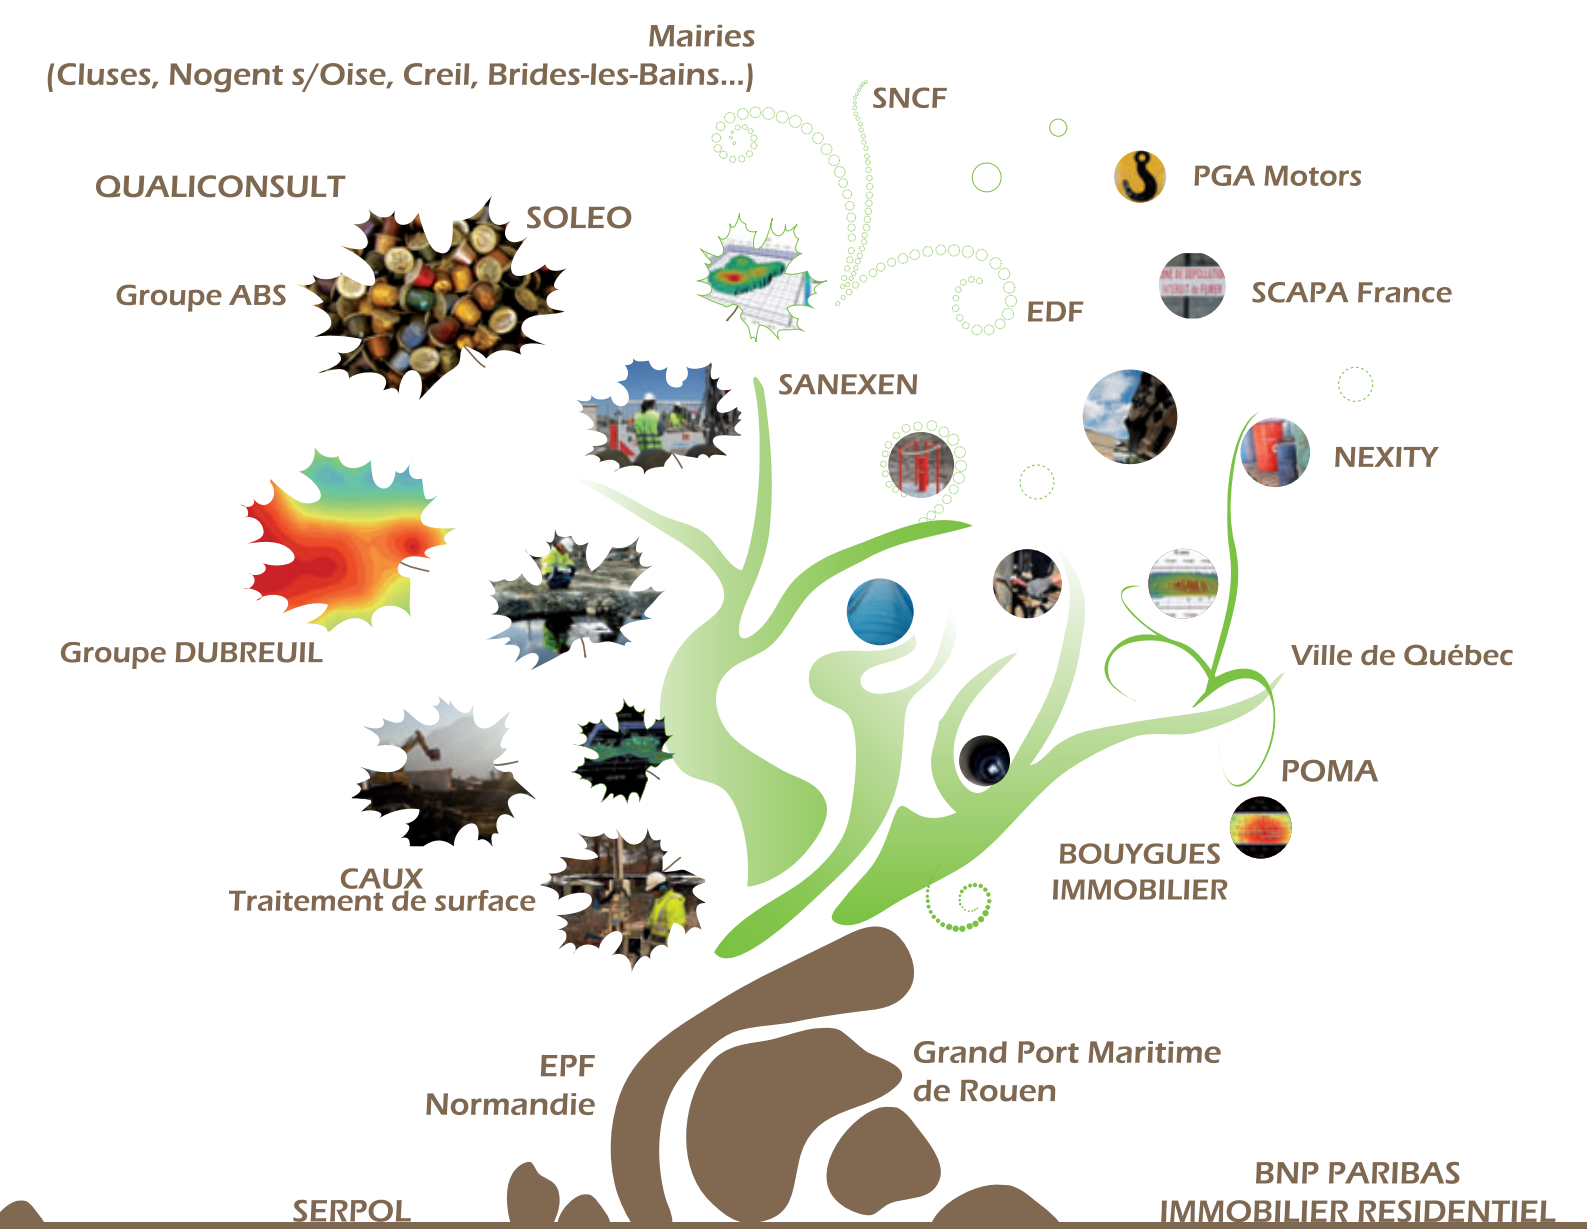 Mairies
(Cluses, Nogent s/Oise, Creil, Brides-les-Bains...)
SNCF
PGA Motors
QUALICONSULT
SOLEO
Groupe ABS
SCAPA France
EDF
SANEXEN
NEXITY
Groupe DUBREUIL
Ville de Québec
POMA
BOUYGUES
IMMOBILIER
CAUX
Traitement de surface
EPF
Normandie
Grand Port Maritime
de Rouen
SERPOL
BNP PARIBAS
IMMOBILIER RESIDENTIEL